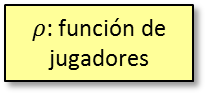 ρ: función de
jugadores